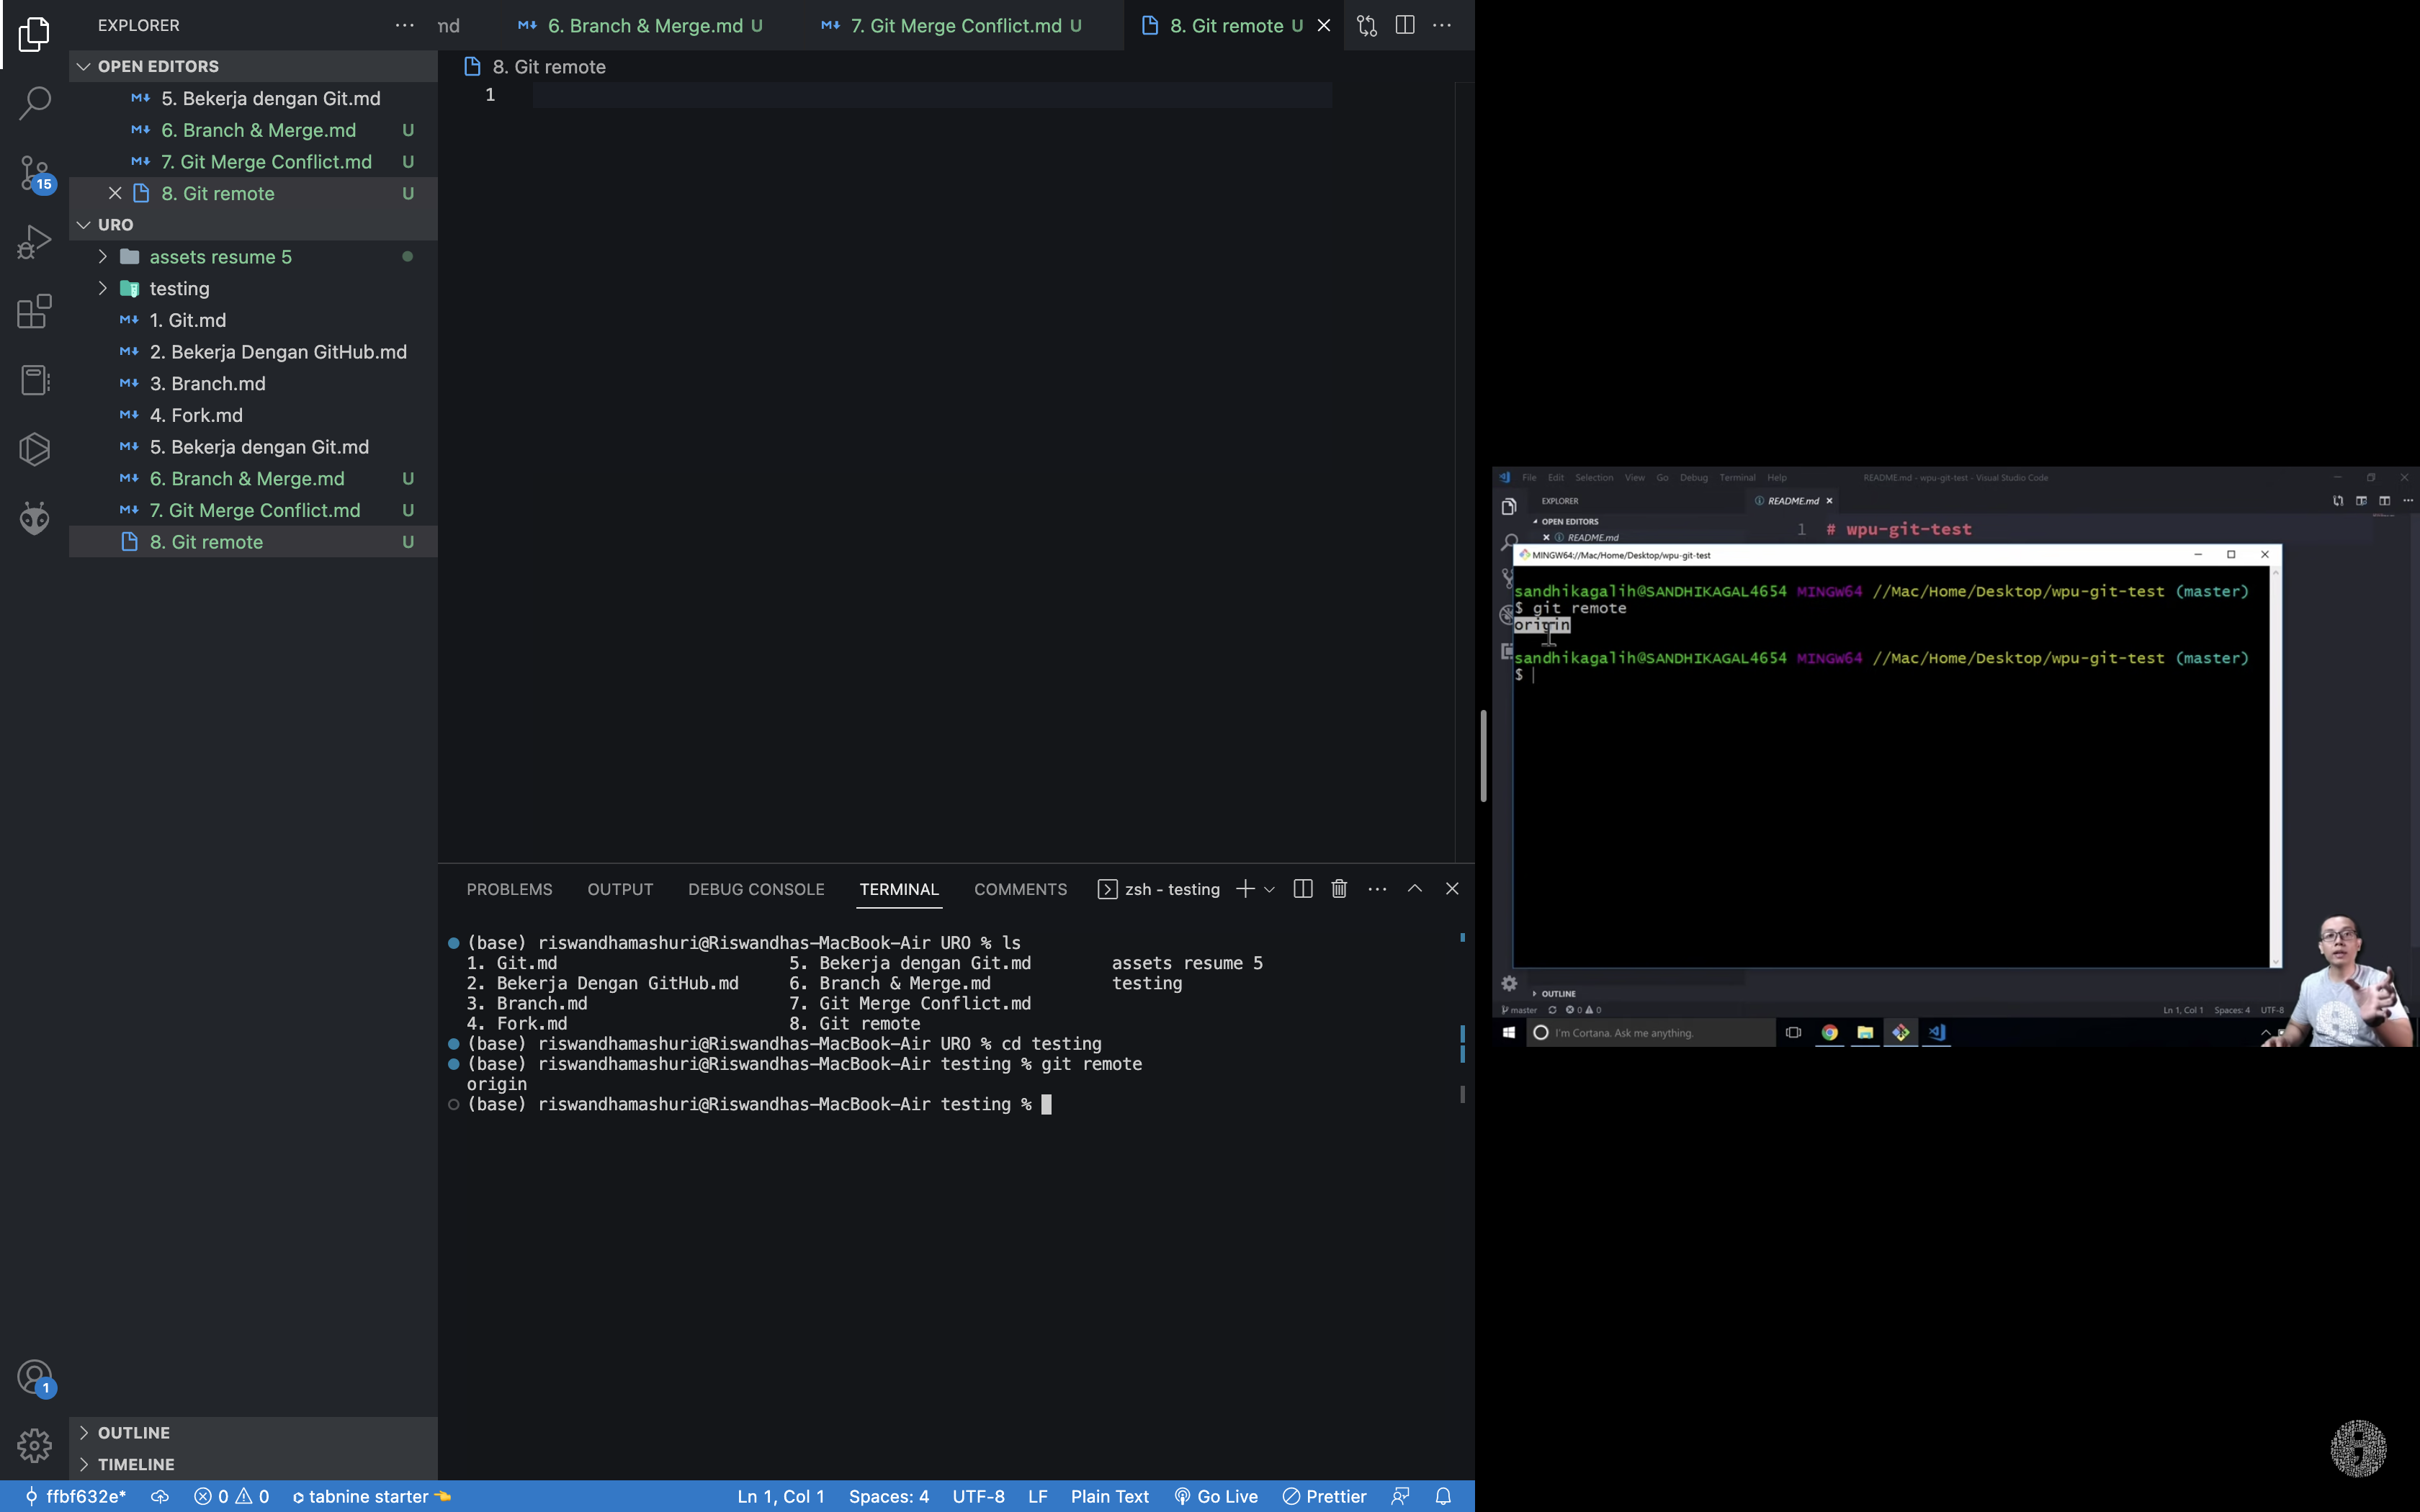 EXPLORER
OPEN EDITORS
5. Bekerja dengan Git.md
6. Branch & Merge.md U
7. Git Merge Conflict.md U
8. Git remote U
URO
assets resume 5
testing
1. Git.md
2. Bekerja Dengan GitHub.md
3. Branch.md
4. Fork.md
5. Bekerja dengan Git.md
6. Branch & Merge.md U
7. Git Merge Conflict.md U
8. Git remote U
OUTLINE
TIMELINE
15
1
md 6. Branch & Merge.md U 7. Git Merge Conflict.md U 8. Git remote U
8. Git remote
1
PROBLEMS OUTPUT DEBUG CONSOLE TERMINAL COMMENTS zsh - testing
(base) riswandhamashuri@Riswandhas-MacBook-Air URO % ls
1. Git.md 5. Bekerja dengan Git.md assets resume 5
2. Bekerja Dengan GitHub.md 6. Branch & Merge.md testing
3. Branch.md 7. Git Merge Conflict.md
4. Fork.md 8. Git remote
(base) riswandhamashuri@Riswandhas-MacBook-Air URO % cd testing
(base) riswandhamashuri@Riswandhas-MacBook-Air testing % git remote
origin
(base) riswandhamashuri@Riswandhas-MacBook-Air testing %
ffbf632e* 0 0 tabnine starter Ln 1, Col 1 Spaces: 4 UTF-8 LF Plain Text Go Live Prettier
File Edit Selection View Go Debug Terminal Help README.md - wpu-git-test - Visual Studio Code
EXPLORER README.md
OPEN EDITORS
README.md
1 # wpu-git-test
MINGW64://Mac/Home/Desktop/wpu-git-test
sandhikagalih@SANDHIKAGAL4654 MINGW64 //Mac/Home/Desktop/wpu-git-test (master)
$ git remote
origin
sandhikagalih@SANDHIKAGAL4654 MINGW64 //Mac/Home/Desktop/wpu-git-test (master)
$
OUTLINE
master 0 0 Ln 1, Col 1 Spaces: 4 UTF-8
I'm Cortana. Ask me anything.